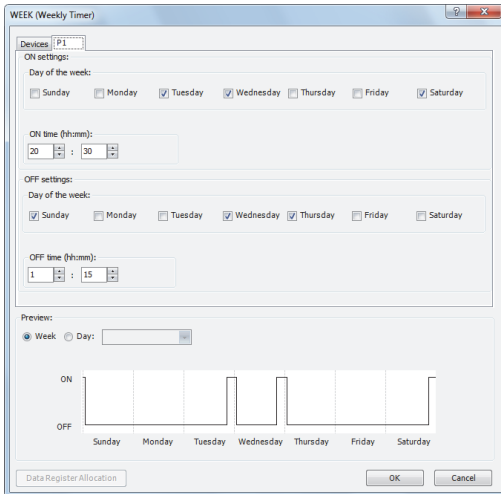 WEEK (Weekly Timer)
Devices P1
ON settings:
Day of the week:
Sunday Monday Tuesday Wednesday Thursday Friday Saturday
ON time (hh:mm):
20 : 30
OFF settings:
Day of the week:
Sunday Monday Tuesday Wednesday Thursday Friday Saturday
OFF time (hh:mm):
1 : 15
Preview:
Week Day:
ON
OFF
Sunday Monday Tuesday Wednesday Thursday Friday Saturday
Data Register Allocation OK Cancel